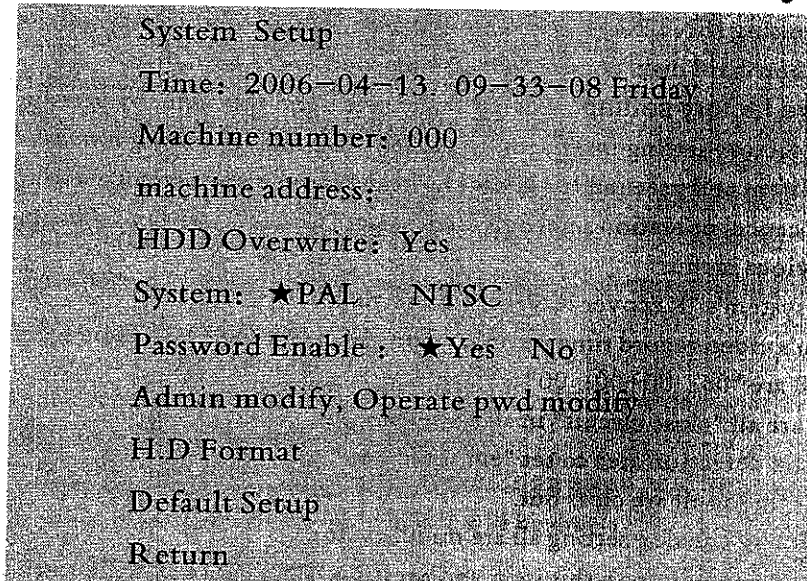 System Setup
Time: 2006-04-13 09-33-08 Friday
Machine number: 000
machine address:
HDD Overwrite: Yes
System: ★PAL NTSC
Password Enable : ★Yes No
Admin modify, Operate pwd modify
H.D Format
Default Setup
Return